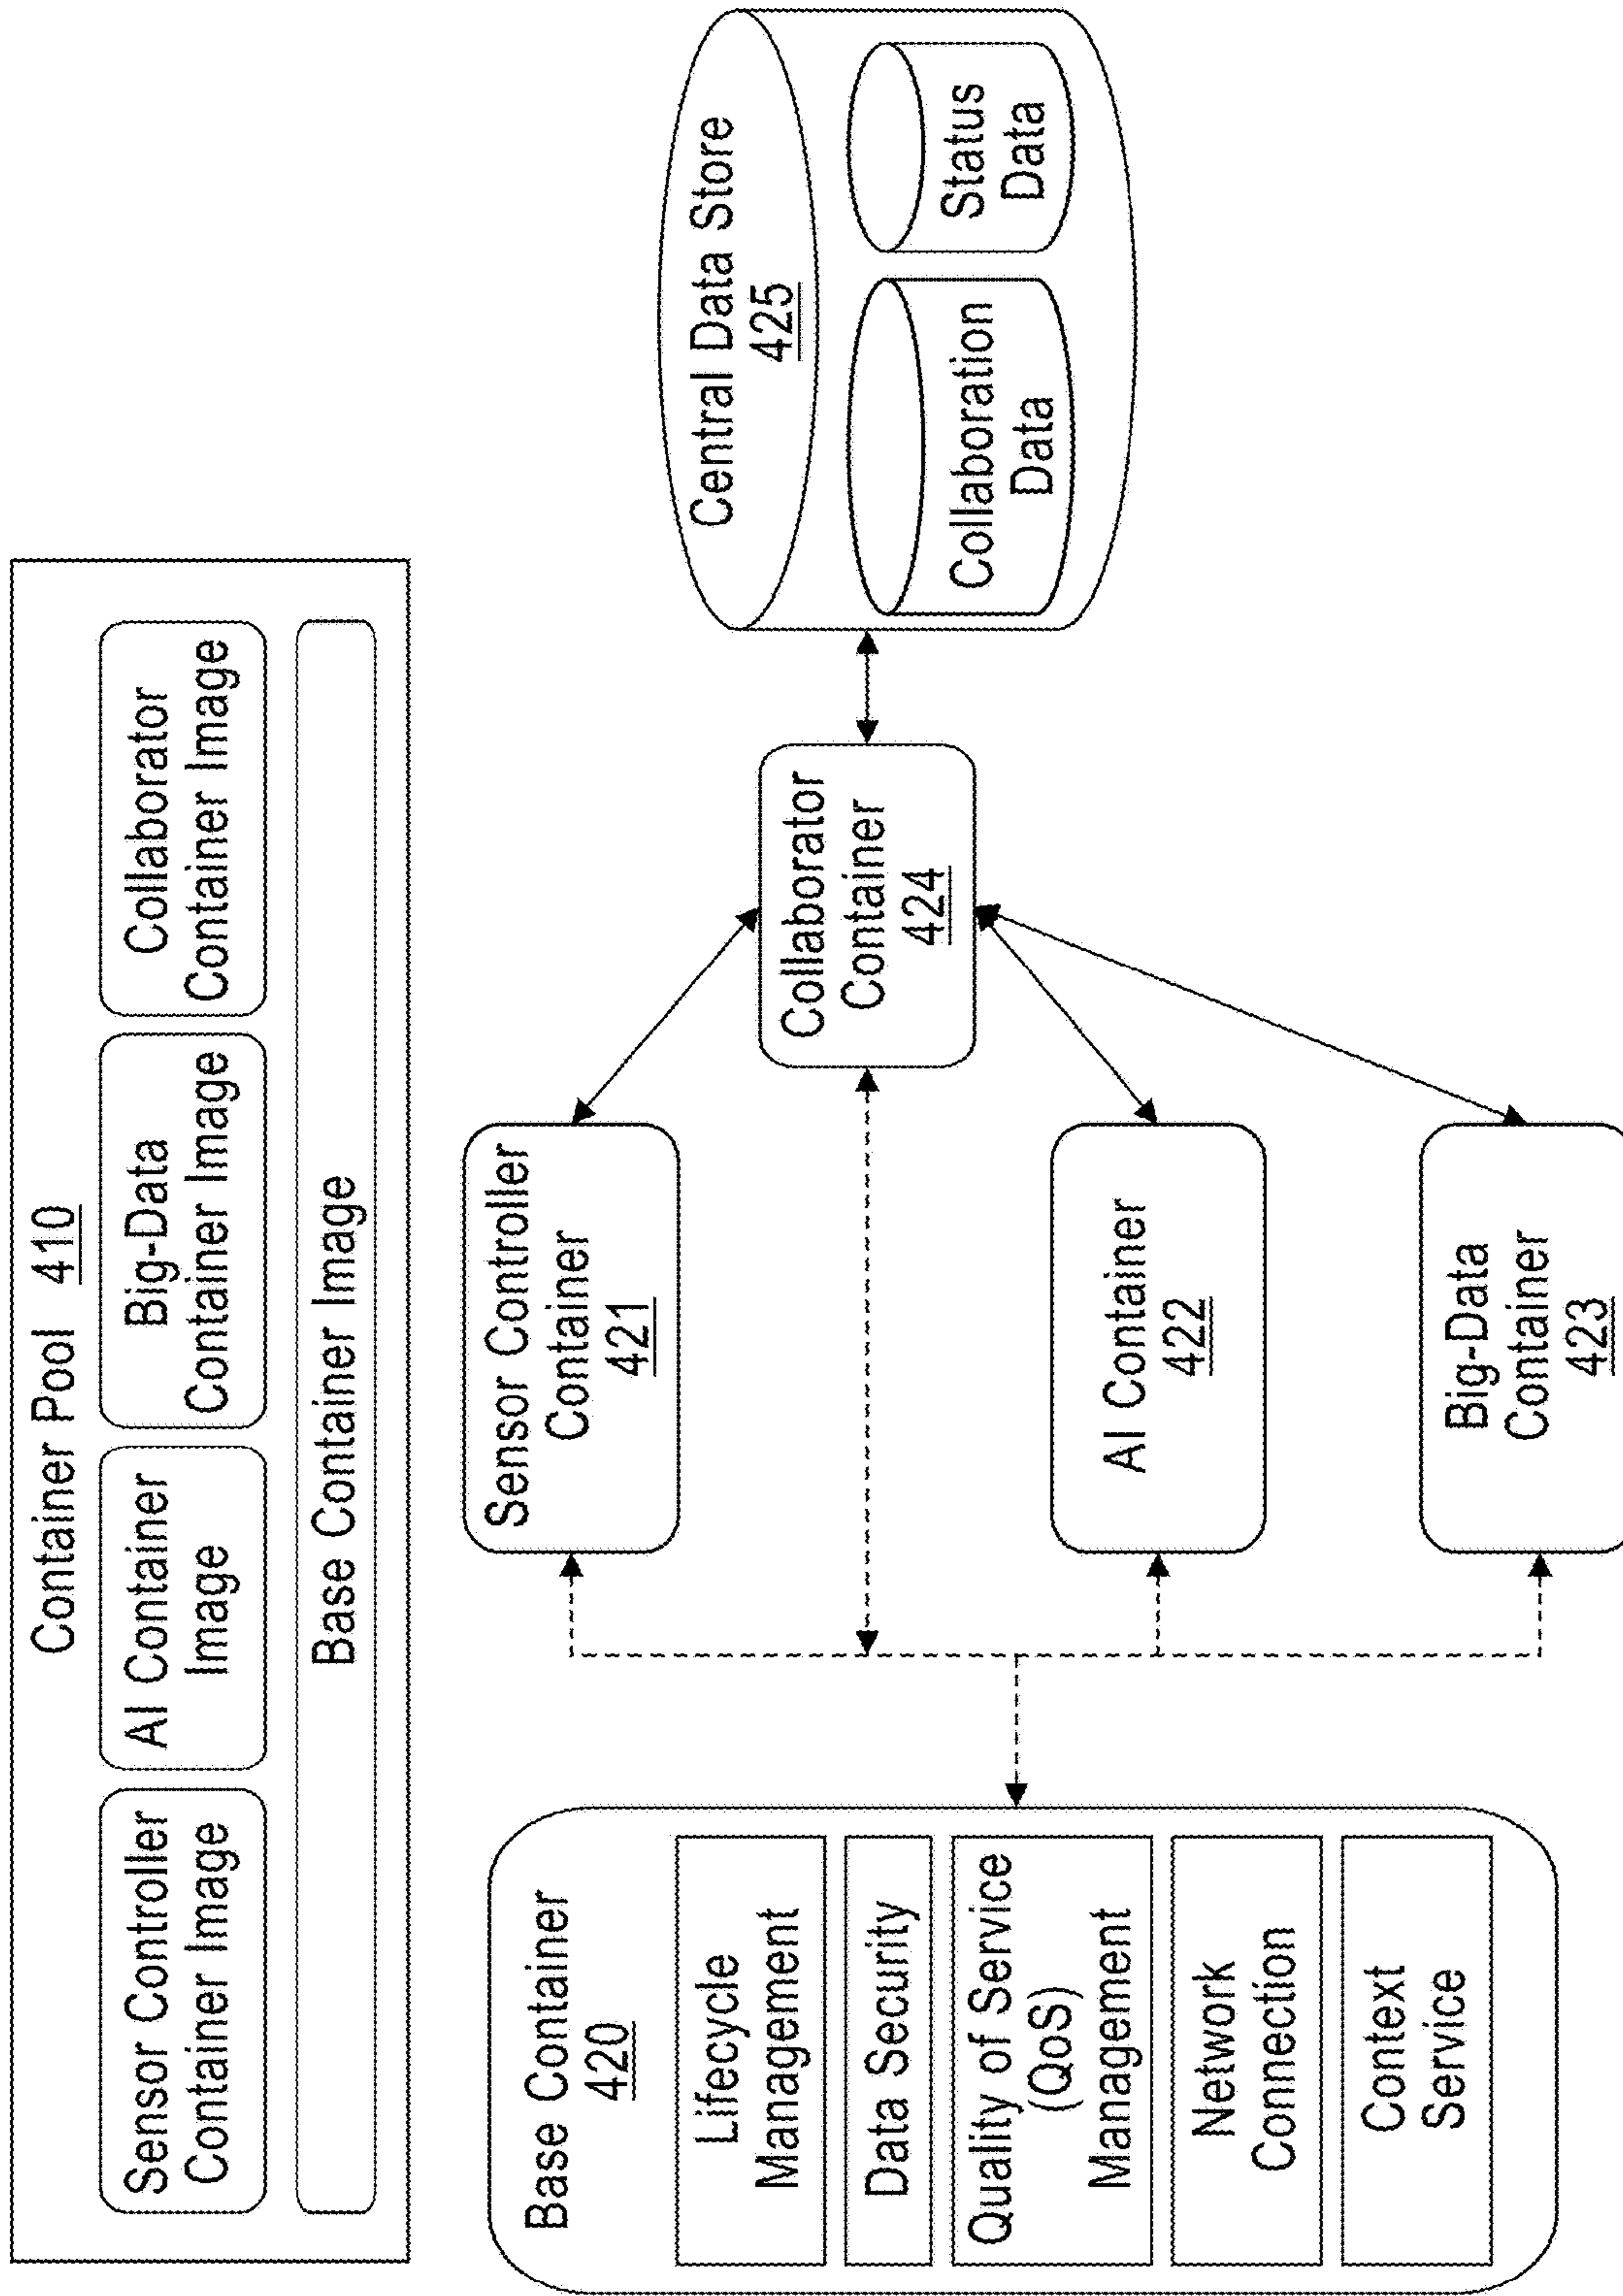 Container Pool 410
Sensor Controller
Container Image
AI Container
Image
Big-Data
Container Image
Collaborator
Container Image
Base Container Image
Base Container
420
Lifecycle
Management
Data Security
Quality of Service
(QoS)
Management
Network
Connection
Context
Service
Sensor Controller
Container
421
AI Container
422
Big-Data
Container
423
Collaborator
Container
424
Central Data Store
425
Collaboration
Data
Status
Data